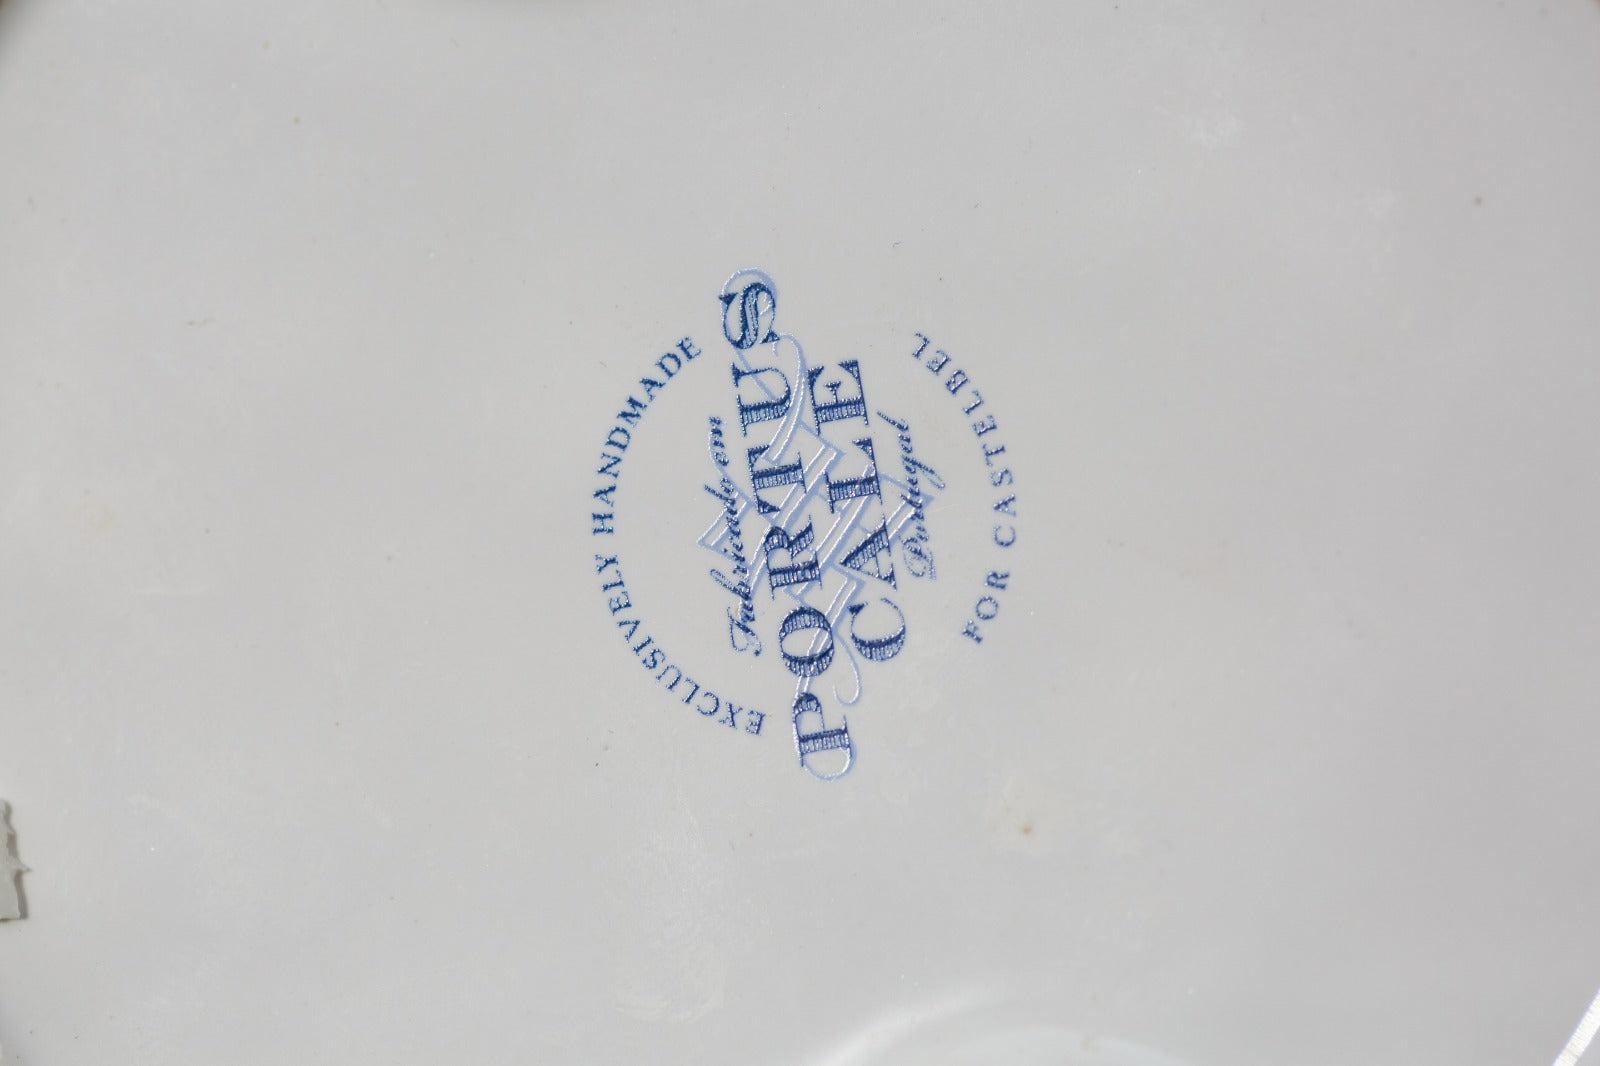 EXCLUSIVELY HANDMADE
Fabricado em
PORTUS
CALE
Portugal
FOR CASTELBEL